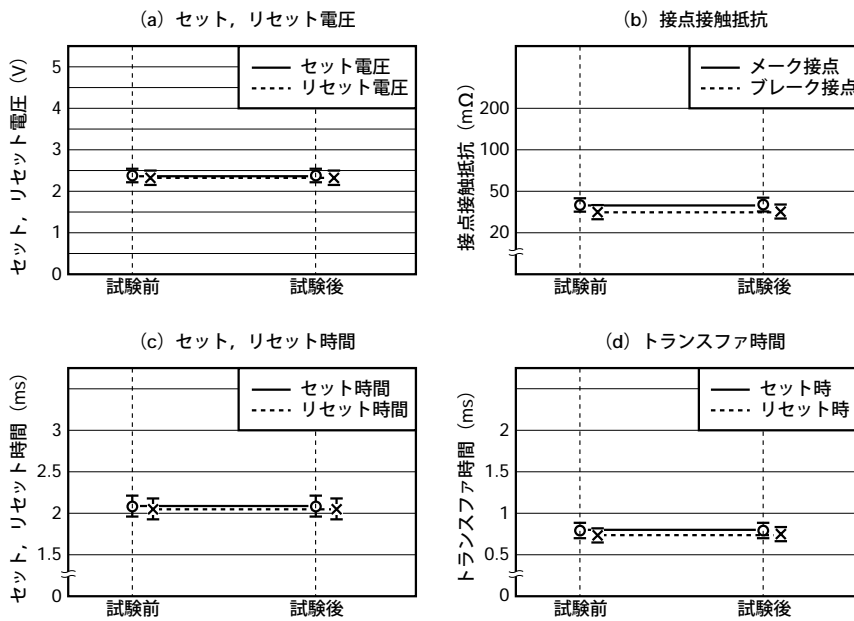 (a) セット，リセット電圧
セット，リセット電圧 (V)
5
4
3
2
1
0
セット電圧
リセット電圧
試験前
試験後
(b) 接点接触抵抗
接点接触抵抗 (mΩ)
200
100
50
20
メーク接点
ブレーク接点
試験前
試験後
(c) セット，リセット時間
セット，リセット時間 (ms)
3
2.5
2
1.5
0
セット時間
リセット時間
試験前
試験後
(d) トランスファ時間
トランスファ時間 (ms)
2
1
0.5
0
セット時
リセット時
試験前
試験後